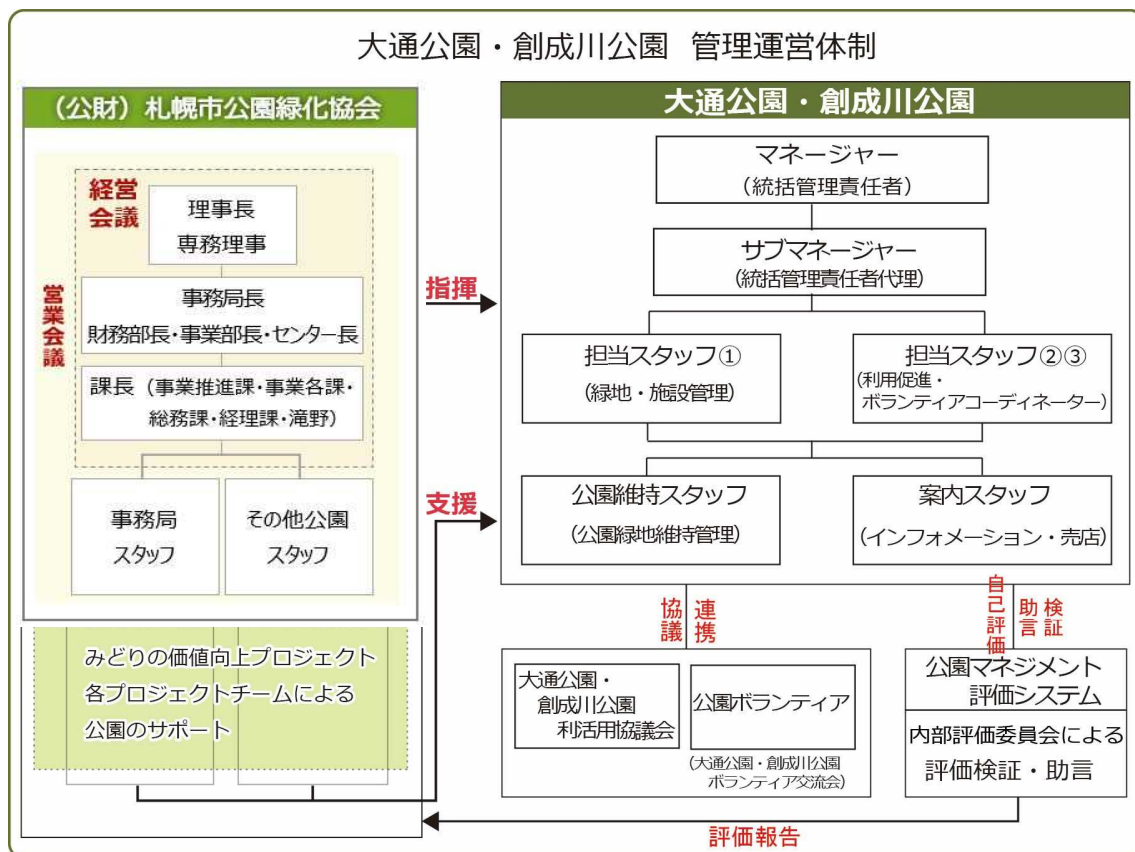 大通公園・創成川公園 管理運営体制
（公財）札幌市公園緑化協会
経営
会議
営業会議
理事長
専務理事
事務局長
財務部長・事業部長・センター長
課長（事業推進課・事業各課・
総務課・経理課・滝野）
事務局
スタッフ
その他公園
スタッフ
みどりの価値向上プロジェクト
各プロジェクトチームによる
公園のサポート
指揮
支援
大通公園・創成川公園
マネージャー
（統括管理責任者）
サブマネージャー
（統括管理責任者代理）
担当スタッフ①
（緑地・施設管理）
担当スタッフ②③
（利用促進・
ボランティアコーディネーター）
公園維持スタッフ
（公園緑地維持管理）
案内スタッフ
（インフォメーション・売店）
協議
連携
自己評価
助言
検証
大通公園・
創成川公園
利活用協議会
公園ボランティア
（大通公園・創成川公園
ボランティア交流会）
公園マネジメント
評価システム
内部評価委員会による
評価検証・助言
評価報告